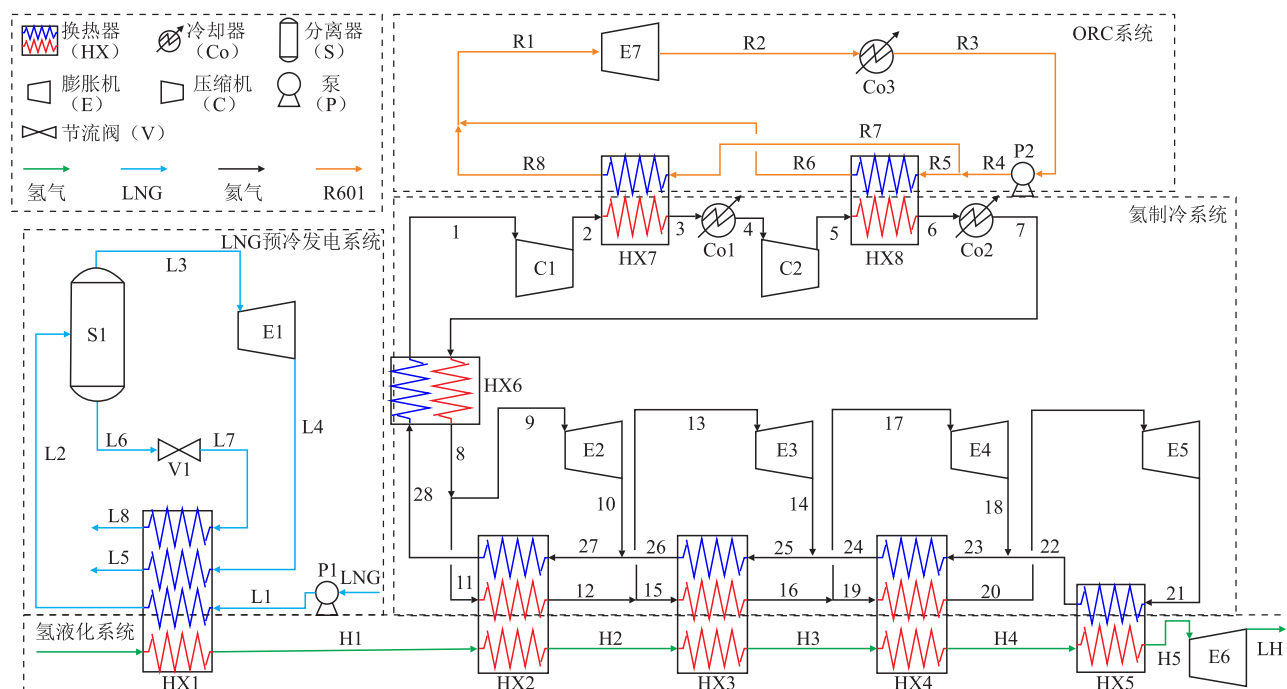 换热器
（HX）
冷却器
（Co）
分离器
（S）
膨胀机
（E）
压缩机
（C）
泵
（P）
节流阀（V）
氢气
LNG
氦气
R601
ORC系统
R1
E7
R2
Co3
R3
R7
R8
R6
R5
R4
P2
氦制冷系统
1
2
3
4
5
6
7
C1
HX7
Co1
C2
HX8
Co2
LNG预冷发电系统
L3
S1
E1
L2
L6
V1
L7
L4
L8
L5
L1
P1
LNG
HX6
8
9
E2
10
13
E3
14
17
E4
18
E5
28
27
26
25
24
23
22
21
11
12
15
16
19
20
氢液化系统
H1
H2
H3
H4
H5
E6
LH
HX1
HX2
HX3
HX4
HX5